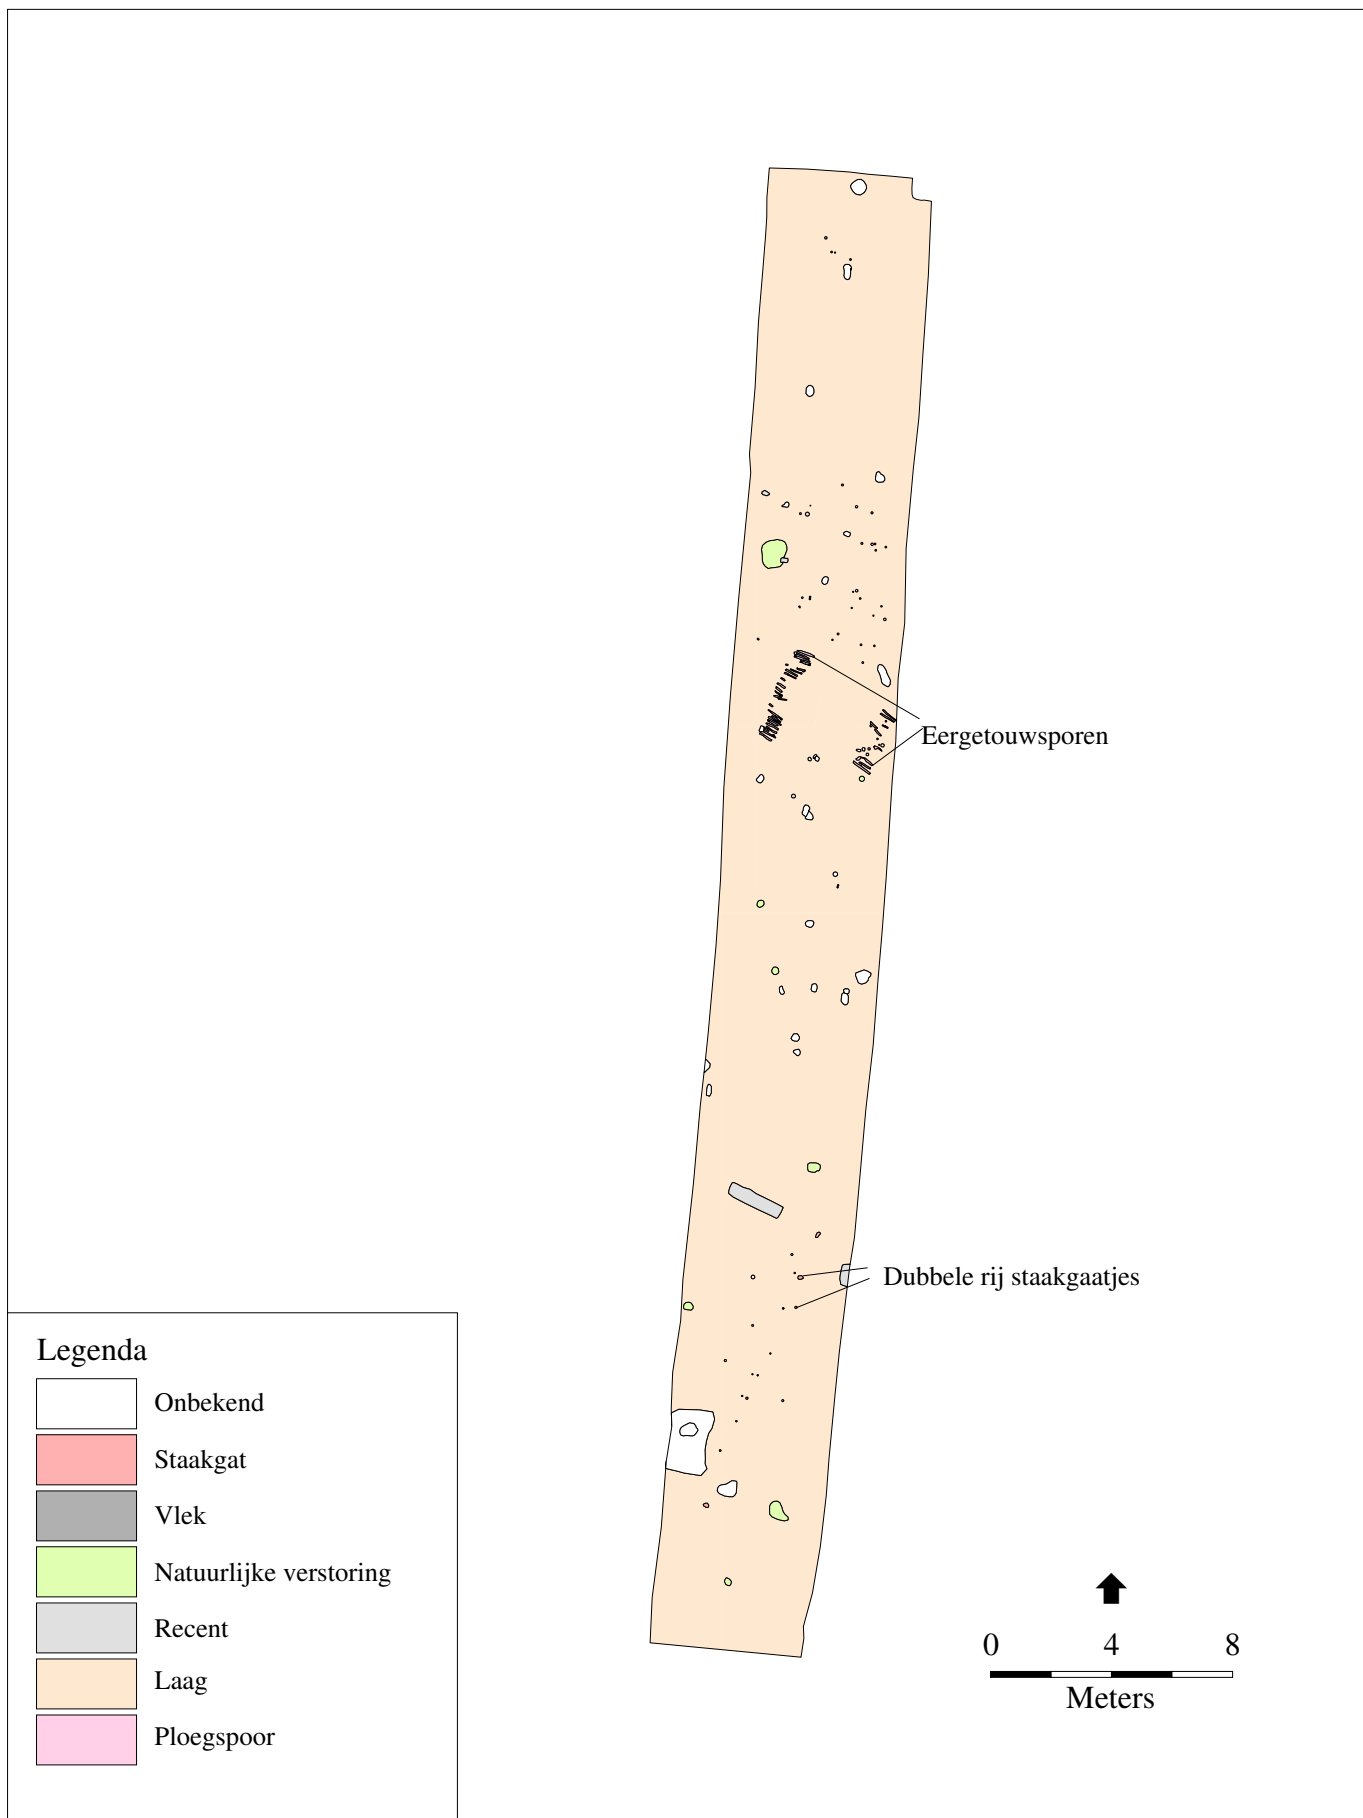 Eergetouwsporen
Dubbele rij staakgaatjes
Legenda
Onbekend
Staakgat
Vlek
Natuurlijke verstoring
Recent
Laag
Ploegspoor
0 4 8
Meters